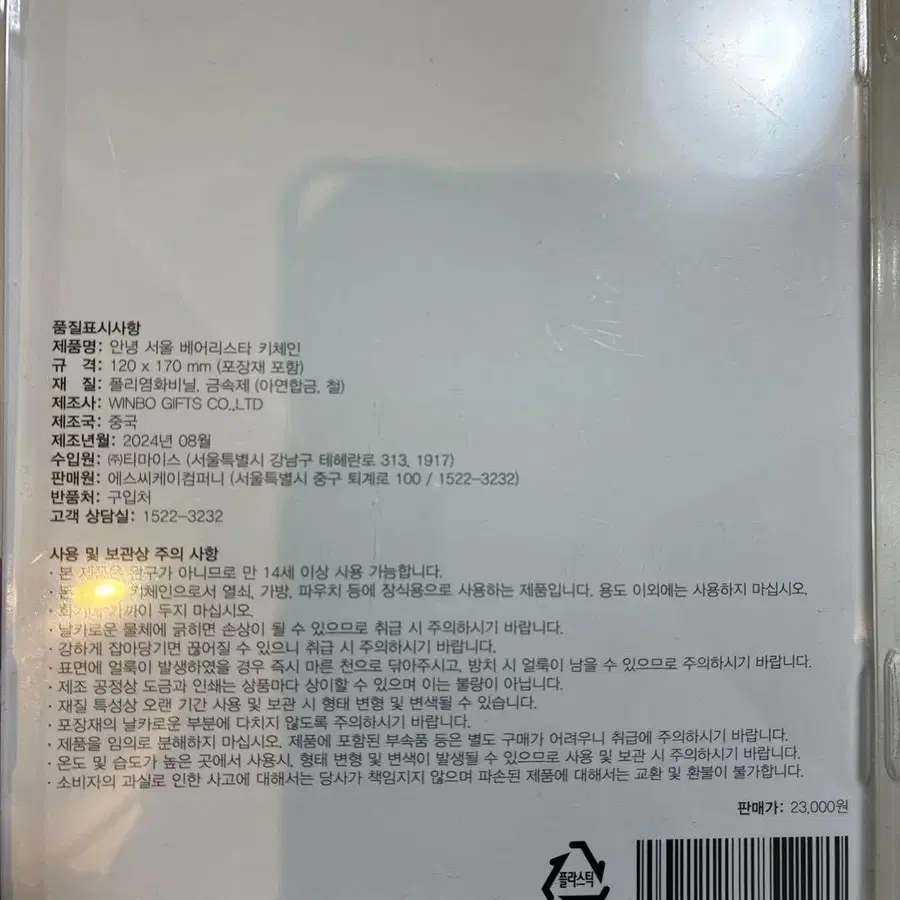 품질표시사항
제품명: 안녕 서울 베어리스타 키체인
규 격: 120 x 170 mm (포장재 포함)
재 질: 폴리염화비닐, 금속제 (아연합금, 철)
제조사: WINBO GIFTS CO.,LTD
제조국: 중국
제조년월: 2024년 08월
수입원: ㈜티마이스 (서울특별시 강남구 테헤란로 313, 1917)
판매원: 에스씨케이컴퍼니 (서울특별시 중구 퇴계로 100 / 1522-3232)
반품처: 구입처
고객 상담실: 1522-3232
사용 및 보관상 주의 사항
· 본 제품은 완구가 아니므로 만 14세 이상 사용 가능합니다.
· 본 키체인으로서 열쇠, 가방, 파우치 등에 장식용으로 사용하는 제품입니다. 용도 이외에는 사용하지 마십시오.
· 화기에 가까이 두지 마십시오.
· 날카로운 물체에 긁히면 손상이 될 수 있으므로 취급 시 주의하시기 바랍니다.
· 강하게 잡아당기면 끊어질 수 있으니 취급 시 주의하시기 바랍니다.
· 표면에 얼룩이 발생하였을 경우 즉시 마른 천으로 닦아주시고, 방치 시 얼룩이 남을 수 있으므로 주의하시기 바랍니다.
· 제조 공정상 도금과 인쇄는 상품마다 상이할 수 있으며 이는 불량이 아닙니다.
· 재질 특성상 오랜 기간 사용 및 보관 시 형태 변형 및 변색될 수 있습니다.
· 포장재의 날카로운 부분에 다치지 않도록 주의하시기 바랍니다.
· 제품을 임의로 분해하지 마십시오. 제품에 포함된 부속품 등은 별도 구매가 어려우니 취급에 주의하시기 바랍니다.
· 온도 및 습도가 높은 곳에서 사용시, 형태 변형 및 변색이 발생될 수 있으므로 사용 및 보관 시 주의하시기 바랍니다.
· 소비자의 과실로 인한 사고에 대해서는 당사가 책임지지 않으며 파손된 제품에 대해서는 교환 및 환불이 불가합니다.
판매가: 23,000원
플라스틱